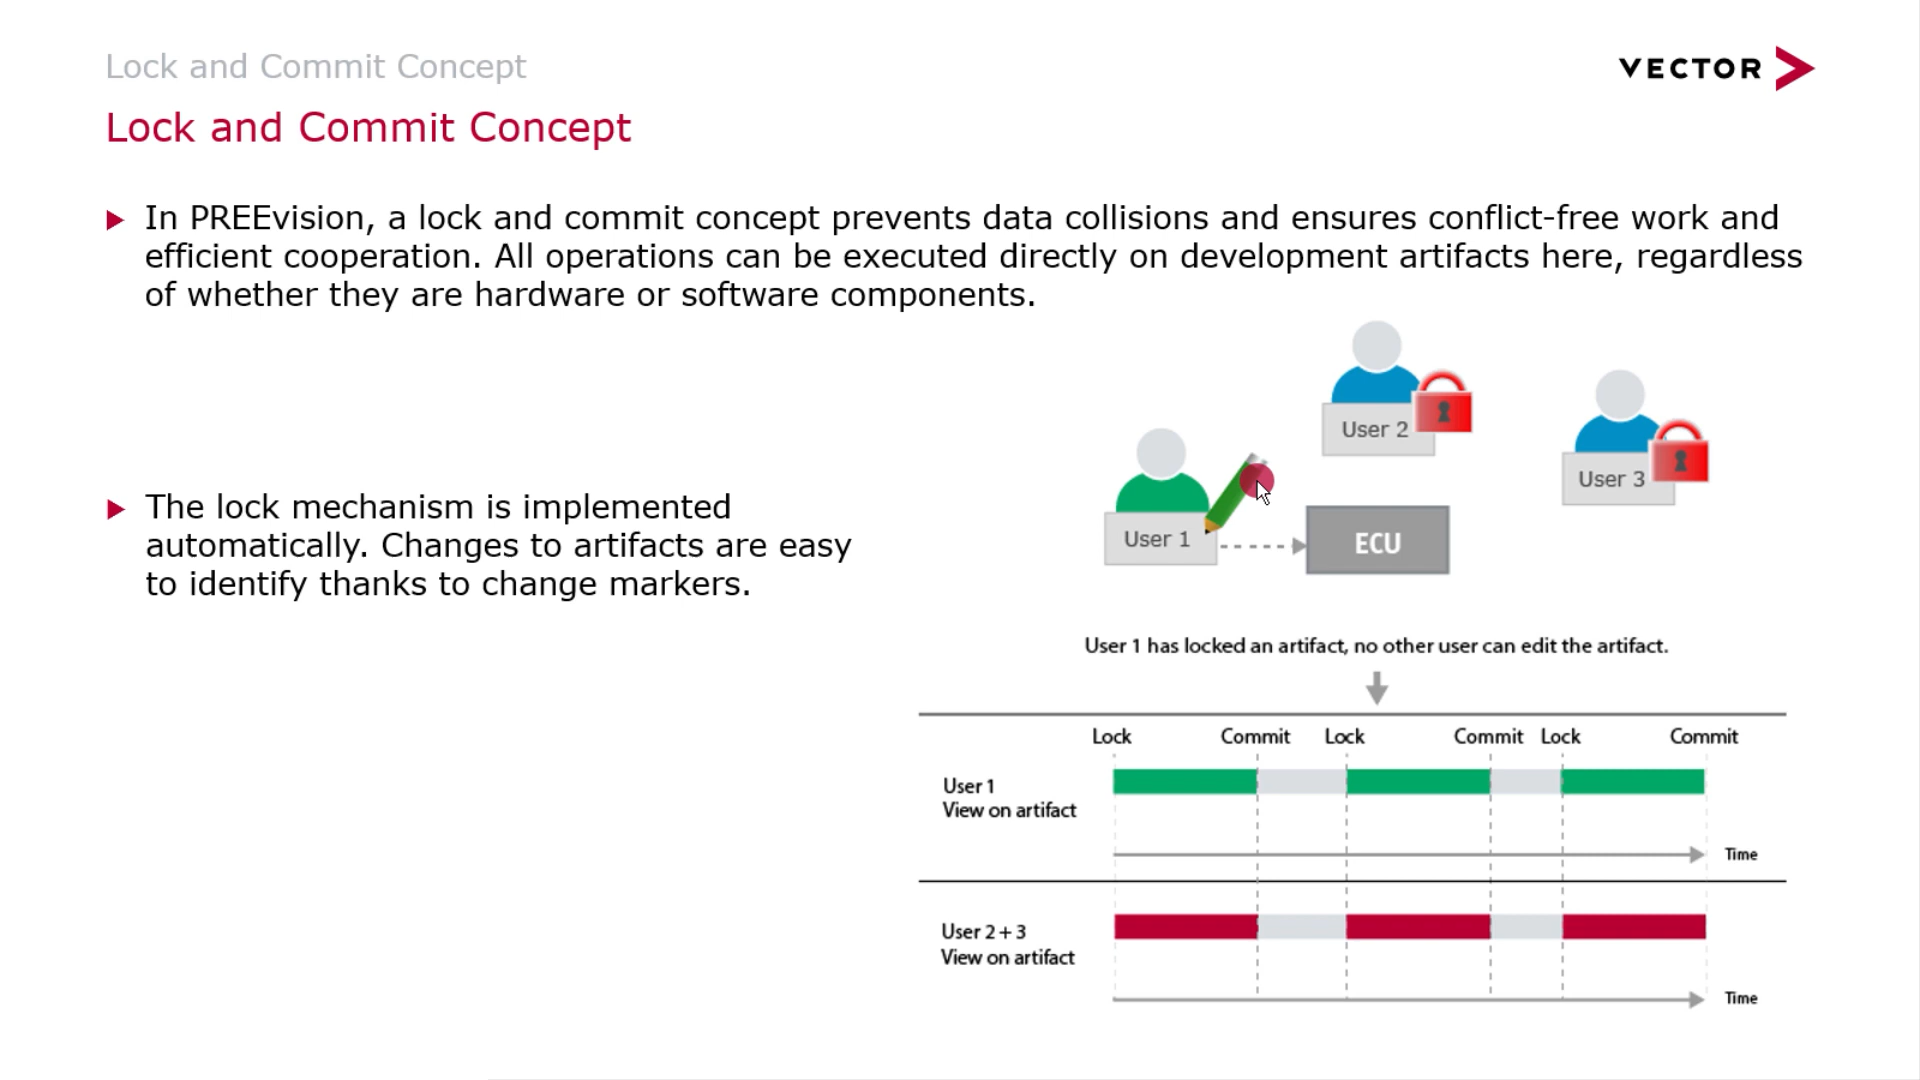 Lock and Commit Concept
VECTOR
Lock and Commit Concept
In PREEvision, a lock and commit concept prevents data collisions and ensures conflict-free work and
efficient cooperation. All operations can be executed directly on development artifacts here, regardless
of whether they are hardware or software components.
User 2
User 3
The lock mechanism is implemented
automatically. Changes to artifacts are easy
to identify thanks to change markers.
User 1
ECU
User 1 has locked an artifact, no other user can edit the artifact.
Lock Commit Lock Commit Lock Commit
User 1
View on artifact
Time
User 2 + 3
View on artifact
Time